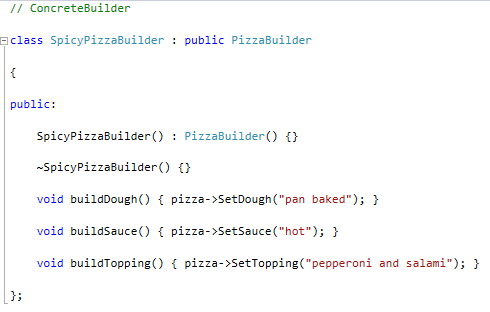 // ConcreteBuilder
class SpicyPizzaBuilder : public PizzaBuilder
{
public:
    SpicyPizzaBuilder() : PizzaBuilder() {}
    ~SpicyPizzaBuilder() {}
    void buildDough() { pizza->SetDough("pan baked"); }
    void buildSauce() { pizza->SetSauce("hot"); }
    void buildTopping() { pizza->SetTopping("pepperoni and salami"); }
};